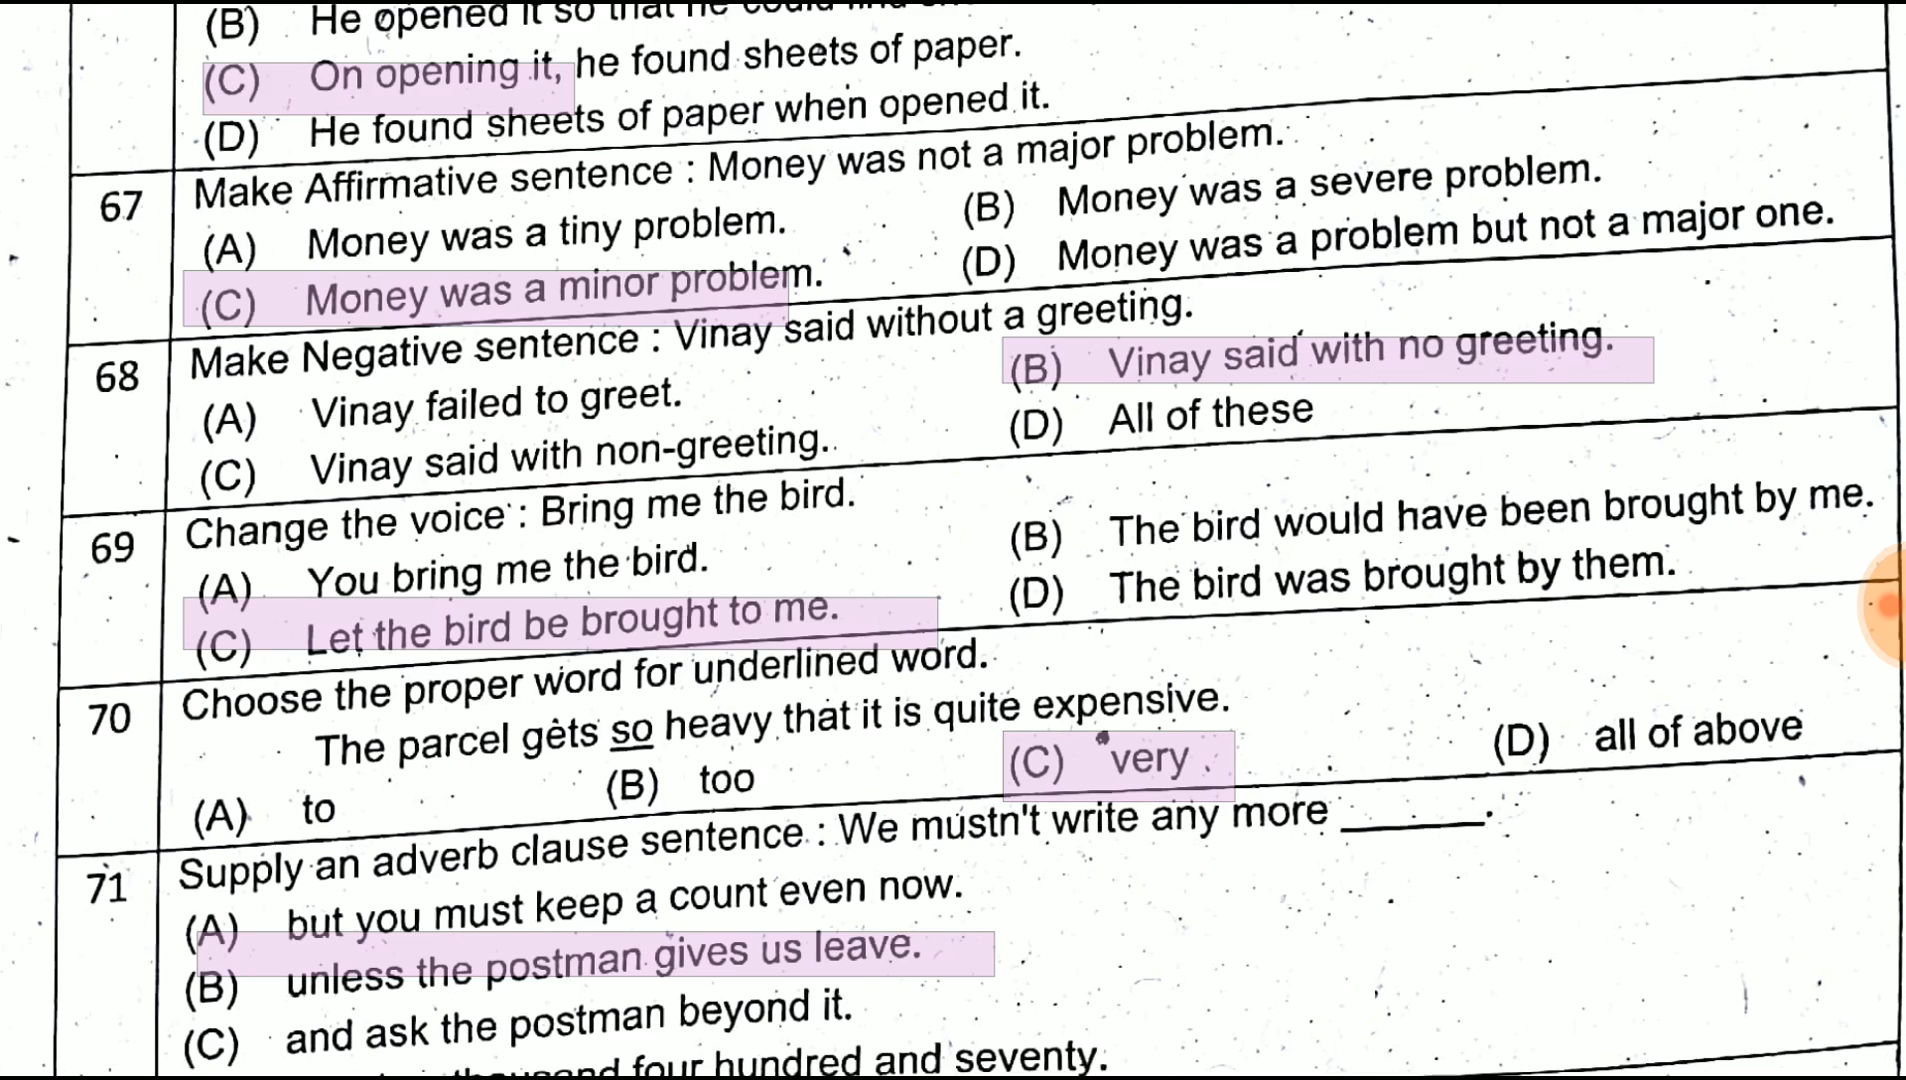 (B) He opened it so that he could
(C) On opening it, he found sheets of paper.
(D) He found sheets of paper when opened it.
67 Make Affirmative sentence : Money was not a major problem.
(A) Money was a tiny problem. (B) Money was a severe problem.
(C) Money was a minor problem. (D) Money was a problem but not a major one.
68 Make Negative sentence : Vinay said without a greeting.
(A) Vinay failed to greet. (B) Vinay said with no greeting.
(C) Vinay said with non-greeting. (D) All of these
69 Change the voice : Bring me the bird.
(A) You bring me the bird. (B) The bird would have been brought by me.
(C) Let the bird be brought to me. (D) The bird was brought by them.
70 Choose the proper word for underlined word.
The parcel gets so heavy that it is quite expensive.
(A) to (B) too (C) very (D) all of above
71 Supply an adverb clause sentence : We mustn't write any more ______.
(A) but you must keep a count even now.
(B) unless the postman gives us leave.
(C) and ask the postman beyond it.
four hundred and seventy.